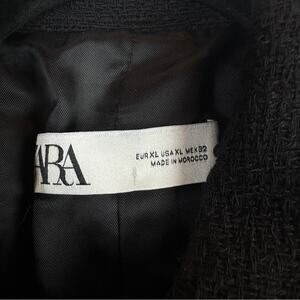 ZARA
EUR XL USA XL MEX 32
MADE IN MOROCCO